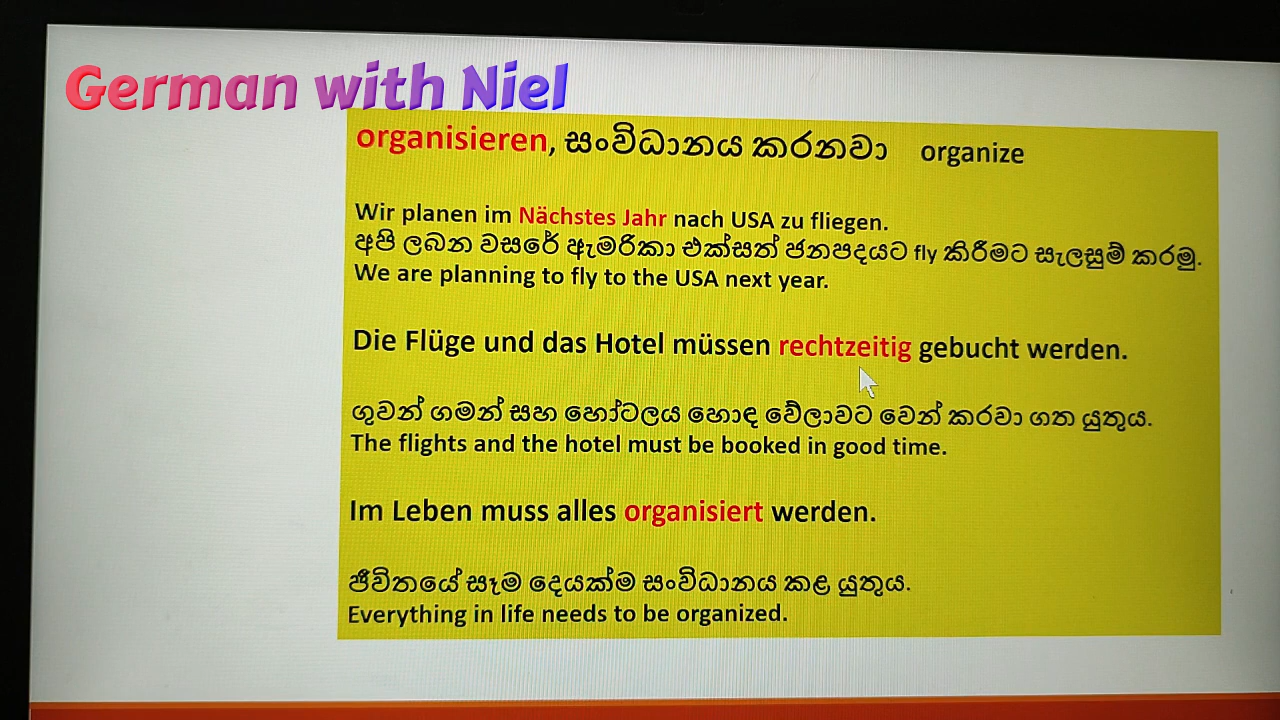 German with Niel
organisieren, සංවිධානය කරනවා organize
Wir planen im Nächstes Jahr nach USA zu fliegen.
අපි ලබන වසරේ ඇමරිකා එක්සත් ජනපදයට fly කිරීමට සැලසුම් කරමු.
We are planning to fly to the USA next year.
Die Flüge und das Hotel müssen rechtzeitig gebucht werden.
ගුවන් ගමන් සහ හෝටලය හොඳ වේලාවට වෙන් කරවා ගත යුතුය.
The flights and the hotel must be booked in good time.
Im Leben muss alles organisiert werden.
ජීවිතයේ සෑම දෙයක්ම සංවිධානය කළ යුතුය.
Everything in life needs to be organized.